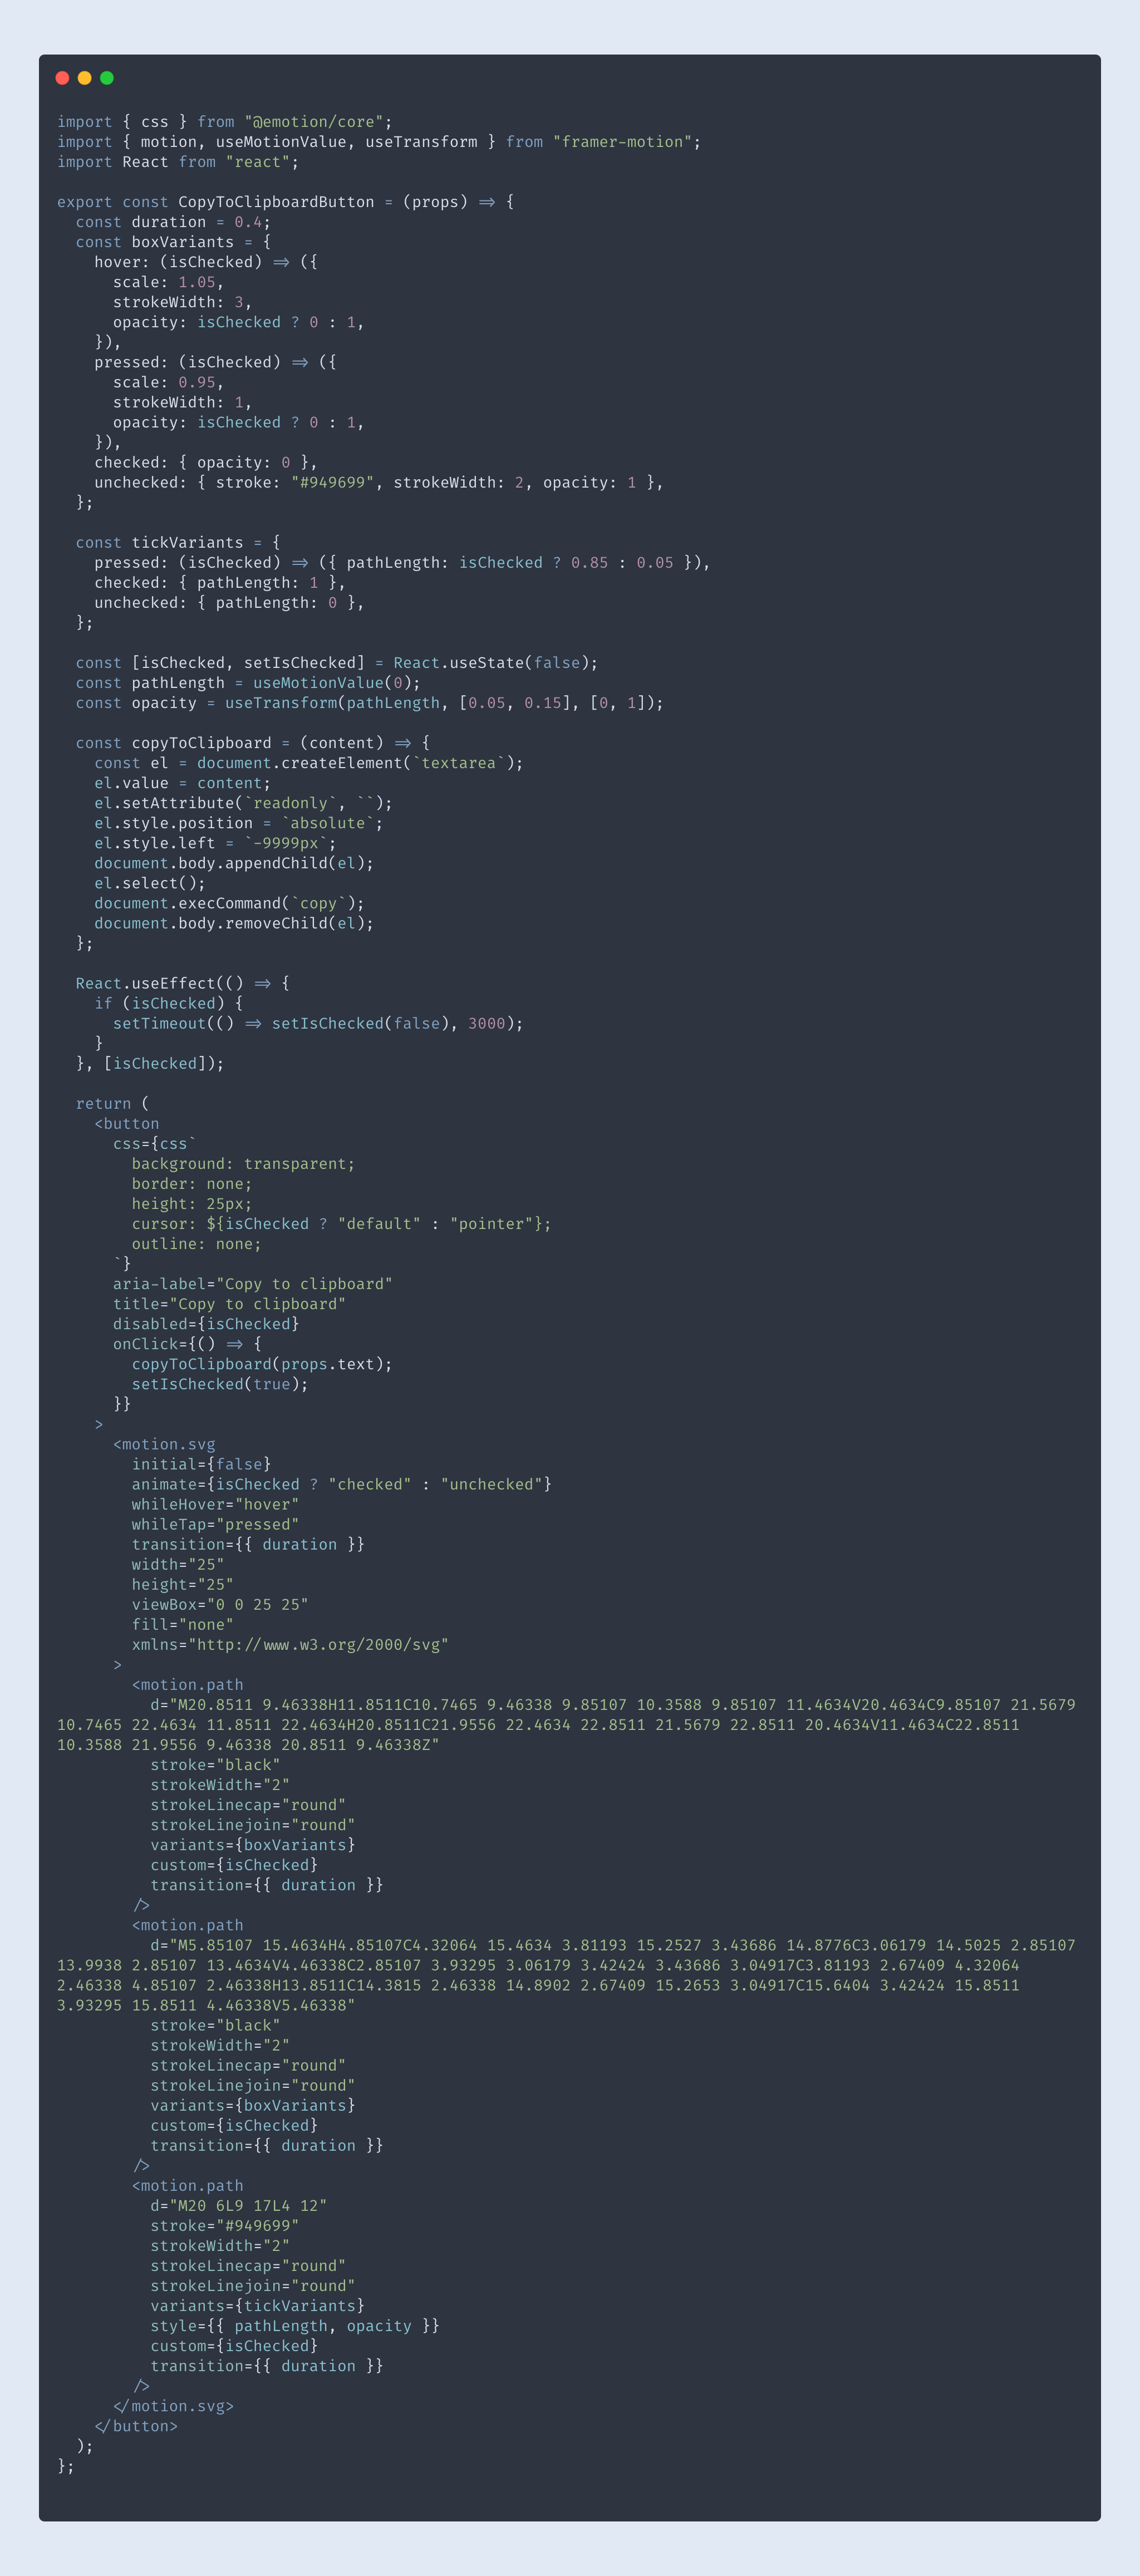 import { css } from "@emotion/core";
import { motion, useMotionValue, useTransform } from "framer-motion";
import React from "react";

export const CopyToClipboardButton = (props) => {
  const duration = 0.4;
  const boxVariants = {
    hover: (isChecked) => ({
      scale: 1.05,
      strokeWidth: 3,
      opacity: isChecked ? 0 : 1,
    }),
    pressed: (isChecked) => ({
      scale: 0.95,
      strokeWidth: 1,
      opacity: isChecked ? 0 : 1,
    }),
    checked: { opacity: 0 },
    unchecked: { stroke: "#949699", strokeWidth: 2, opacity: 1 },
  };

  const tickVariants = {
    pressed: (isChecked) => ({ pathLength: isChecked ? 0.85 : 0.05 }),
    checked: { pathLength: 1 },
    unchecked: { pathLength: 0 },
  };

  const [isChecked, setIsChecked] = React.useState(false);
  const pathLength = useMotionValue(0);
  const opacity = useTransform(pathLength, [0.05, 0.15], [0, 1]);

  const copyToClipboard = (content) => {
    const el = document.createElement(`textarea`);
    el.value = content;
    el.setAttribute(`readonly`, ``);
    el.style.position = `absolute`;
    el.style.left = `-9999px`;
    document.body.appendChild(el);
    el.select();
    document.execCommand(`copy`);
    document.body.removeChild(el);
  };

  React.useEffect(() => {
    if (isChecked) {
      setTimeout(() => setIsChecked(false), 3000);
    }
  }, [isChecked]);

  return (
    <button
      css={css`
        background: transparent;
        border: none;
        height: 25px;
        cursor: ${isChecked ? "default" : "pointer"};
        outline: none;
      `}
      aria-label="Copy to clipboard"
      title="Copy to clipboard"
      disabled={isChecked}
      onClick={() => {
        copyToClipboard(props.text);
        setIsChecked(true);
      }}
    >
      <motion.svg
        initial={false}
        animate={isChecked ? "checked" : "unchecked"}
        whileHover="hover"
        whileTap="pressed"
        transition={{ duration }}
        width="25"
        height="25"
        viewBox="0 0 25 25"
        fill="none"
        xmlns="http://www.w3.org/2000/svg"
      >
        <motion.path
          d="M20.8511 9.46338H11.8511C10.7465 9.46338 9.85107 10.3588 9.85107 11.4634V20.4634C9.85107 21.5679
10.7465 22.4634 11.8511 22.4634H20.8511C21.9556 22.4634 22.8511 21.5679 22.8511 20.4634V11.4634C22.8511
10.3588 21.9556 9.46338 20.8511 9.46338Z"
          stroke="black"
          strokeWidth="2"
          strokeLinecap="round"
          strokeLinejoin="round"
          variants={boxVariants}
          custom={isChecked}
          transition={{ duration }}
        />
        <motion.path
          d="M5.85107 15.4634H4.85107C4.32064 15.4634 3.81193 15.2527 3.43686 14.8776C3.06179 14.5025 2.85107
13.9938 2.85107 13.4634V4.46338C2.85107 3.93295 3.06179 3.42424 3.43686 3.04917C3.81193 2.67409 4.32064
2.46338 4.85107 2.46338H13.8511C14.3815 2.46338 14.8902 2.67409 15.2653 3.04917C15.6404 3.42424 15.8511
3.93295 15.8511 4.46338V5.46338"
          stroke="black"
          strokeWidth="2"
          strokeLinecap="round"
          strokeLinejoin="round"
          variants={boxVariants}
          custom={isChecked}
          transition={{ duration }}
        />
        <motion.path
          d="M20 6L9 17L4 12"
          stroke="#949699"
          strokeWidth="2"
          strokeLinecap="round"
          strokeLinejoin="round"
          variants={tickVariants}
          style={{ pathLength, opacity }}
          custom={isChecked}
          transition={{ duration }}
        />
      </motion.svg>
    </button>
  );
};